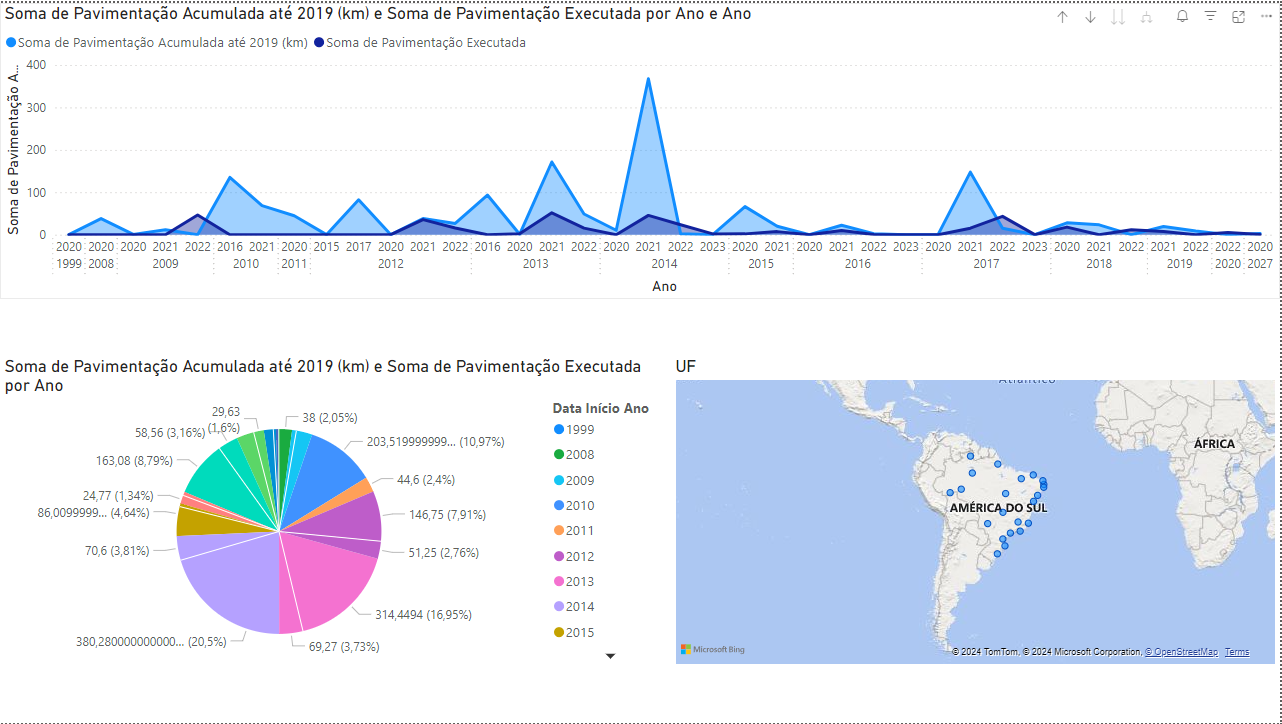 Soma de Pavimentação Acumulada até 2019 (km) e Soma de Pavimentação Executada por Ano e Ano
Soma de Pavimentação Acumulada até 2019 (km) Soma de Pavimentação Executada
Soma de Pavimentação A...
400
300
200
100
0
2020 2020 2020 2021 2022 2016 2021 2020 2015 2017 2020 2021 2022 2016 2020 2021 2022 2020 2021 2022 2023 2020 2021 2020 2021 2022 2023 2020 2021 2022 2023 2020 2021 2022 2021 2022 2022 2020
1999 2008 2009 2010 2011 2012 2013 2014 2015 2016 2017 2018 2019 2020 2027
Ano
Soma de Pavimentação Acumulada até 2019 (km) e Soma de Pavimentação Executada
por Ano
29,63
(1,6%)
38 (2,05%)
58,56 (3,16%)
203,519999999... (10,97%)
163,08 (8,79%)
44,6 (2,4%)
24,77 (1,34%)
86,0099999... (4,64%)
146,75 (7,91%)
70,6 (3,81%)
51,25 (2,76%)
314,4494 (16,95%)
380,280000000000... (20,5%)
69,27 (3,73%)
Data Início Ano
1999
2008
2009
2010
2011
2012
2013
2014
2015
UF
Atlântico
ÁFRICA
AMÉRICA DO SUL
Microsoft Bing
© 2024 TomTom, © 2024 Microsoft Corporation, © OpenStreetMap Terms